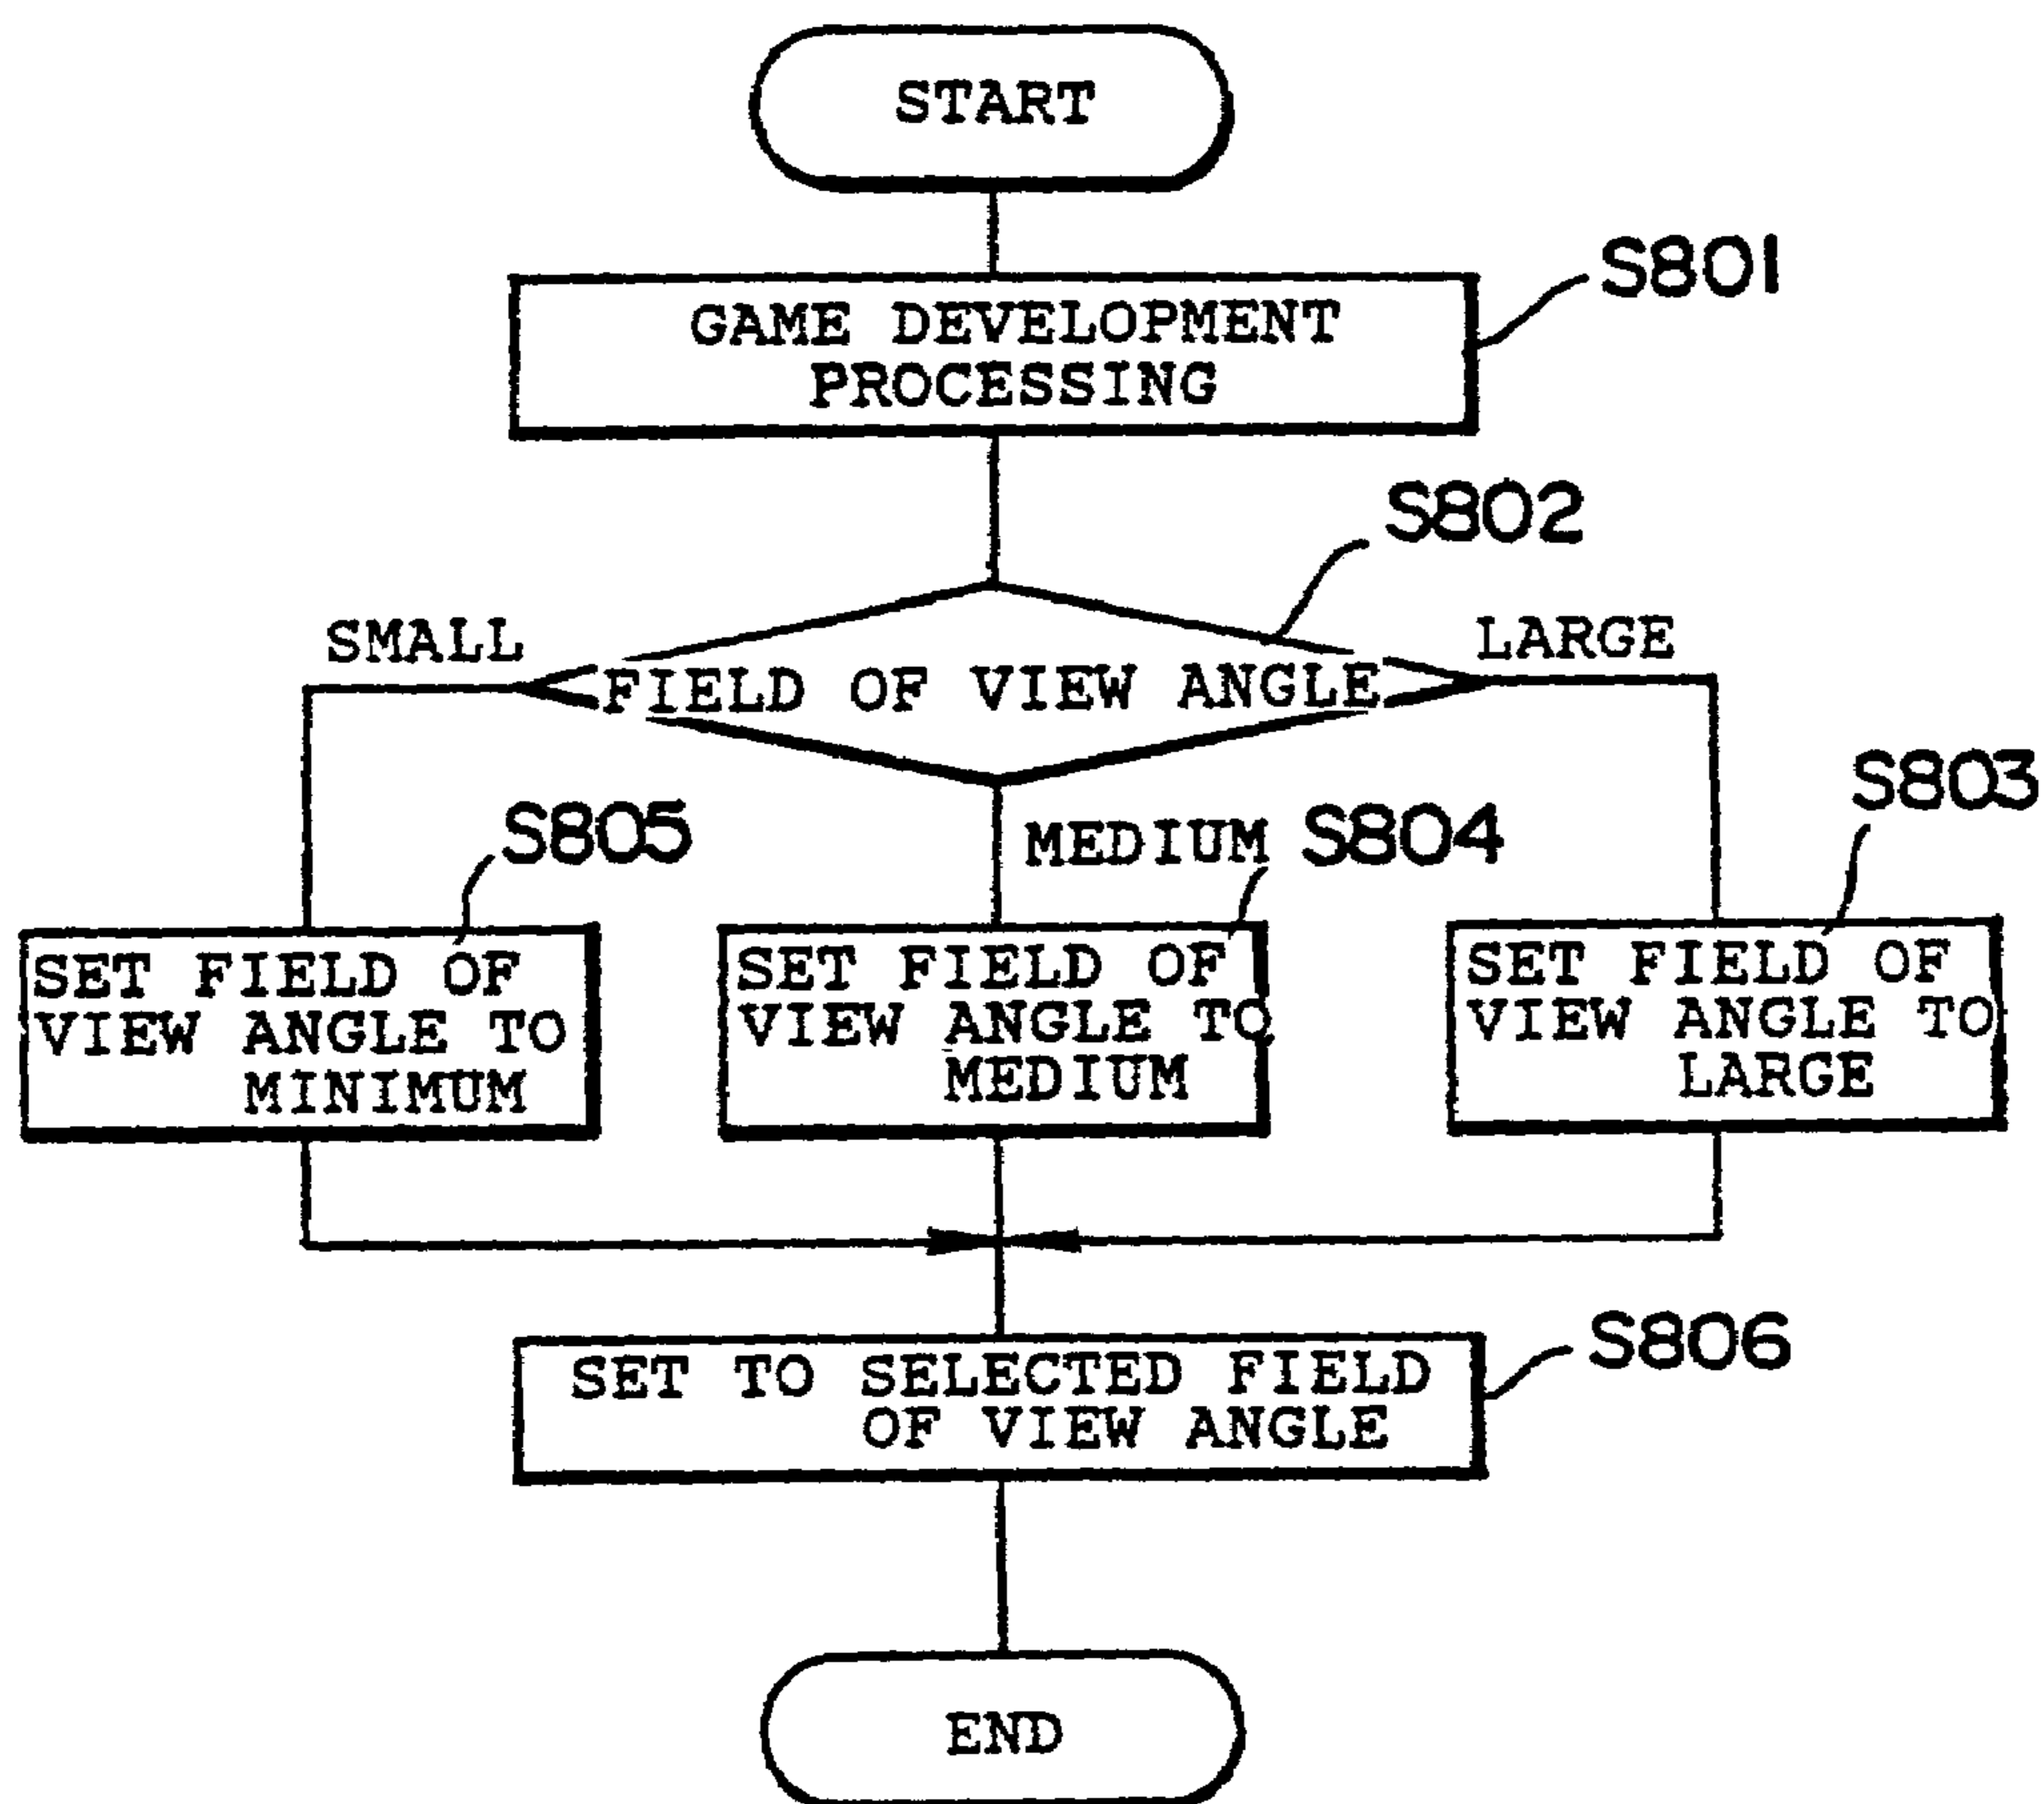 START
S801
GAME DEVELOPMENT
PROCESSING
S802
SMALL
LARGE
FIELD OF VIEW ANGLE
S803
S805
MEDIUM
S804
SET FIELD OF
VIEW ANGLE TO
MINIMUM
SET FIELD OF
VIEW ANGLE TO
MEDIUM
SET FIELD OF
VIEW ANGLE TO
LARGE
S806
SET TO SELECTED FIELD
OF VIEW ANGLE
END